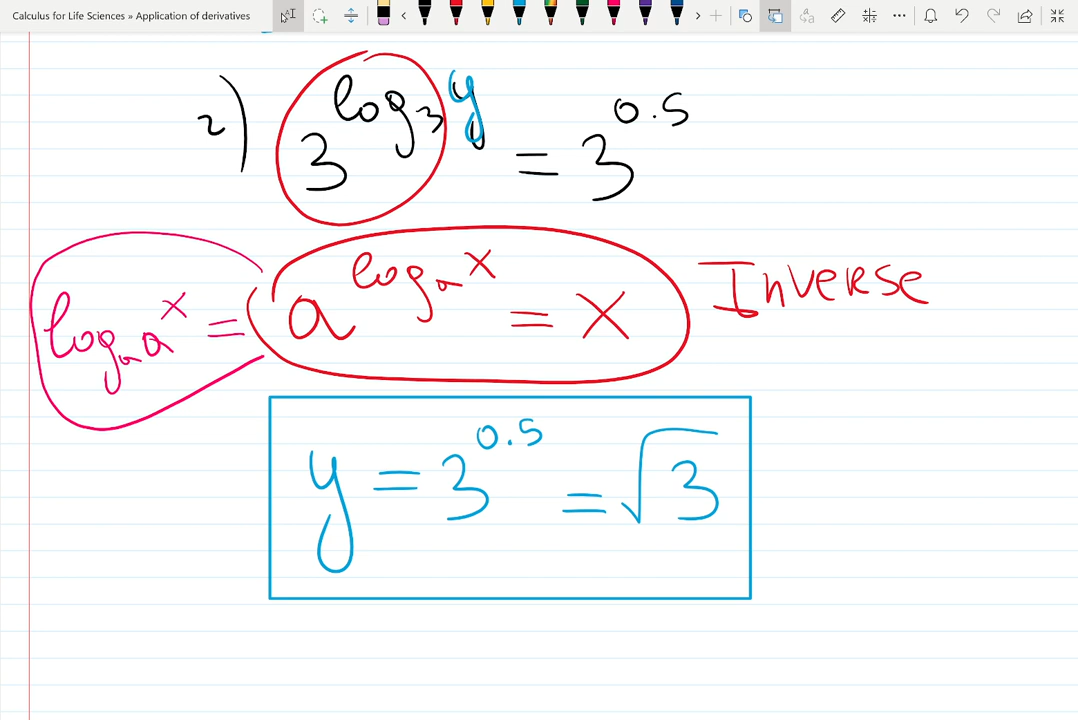 Calculus for Life Sciences » Application of derivatives
2) 3^{log_3 y} = 3^{0.5}
log_a a^x = a^{log_a x} = x Inverse
y = 3^{0.5} = √3